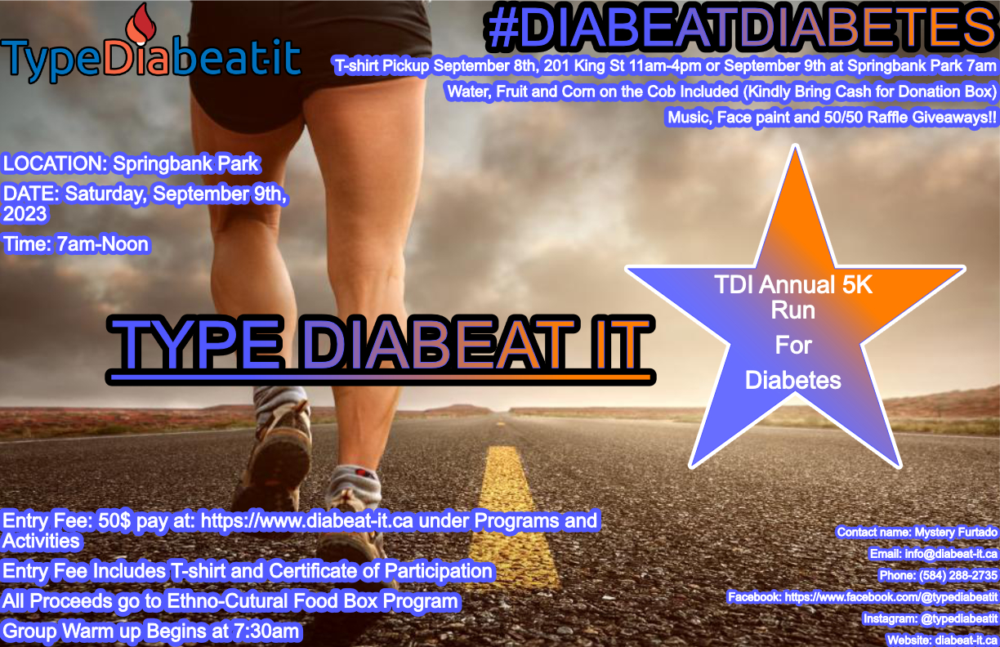 TypeDiabeat-it
#DIABEATDIABETES
T-shirt Pickup September 8th, 201 King St 11am-4pm or September 9th at Springbank Park 7am
Water, Fruit and Corn on the Cob Included (Kindly Bring Cash for Donation Box)
Music, Face paint and 50/50 Raffle Giveaways!!
LOCATION: Springbank Park
DATE: Saturday, September 9th,
2023
Time: 7am-Noon
TDI Annual 5K
Run
For
Diabetes
TYPE DIABEAT IT
Entry Fee: 50$ pay at: https://www.diabeat-it.ca under Programs and
Activities
Entry Fee Includes T-shirt and Certificate of Participation
All Proceeds go to Ethno-Cutural Food Box Program
Group Warm up Begins at 7:30am
Contact name: Mystery Furtado
Email: info@diabeat-it.ca
Phone: (584) 288-2735
Facebook: https://www.facebook.com/@typediabeatit
Instagram: @typediabeatit
Website: diabeat-it.ca